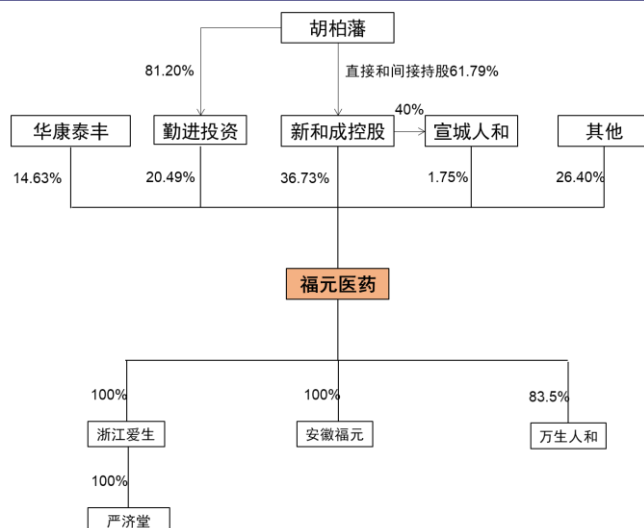 胡柏藩
81.20%
直接和间接持股61.79%
40%
华康泰丰
勤进投资
新和成控股
宣城人和
其他
14.63%
20.49%
36.73%
1.75%
26.40%
福元医药
100%
100%
83.5%
浙江爱生
安徽福元
万生人和
100%
严济堂